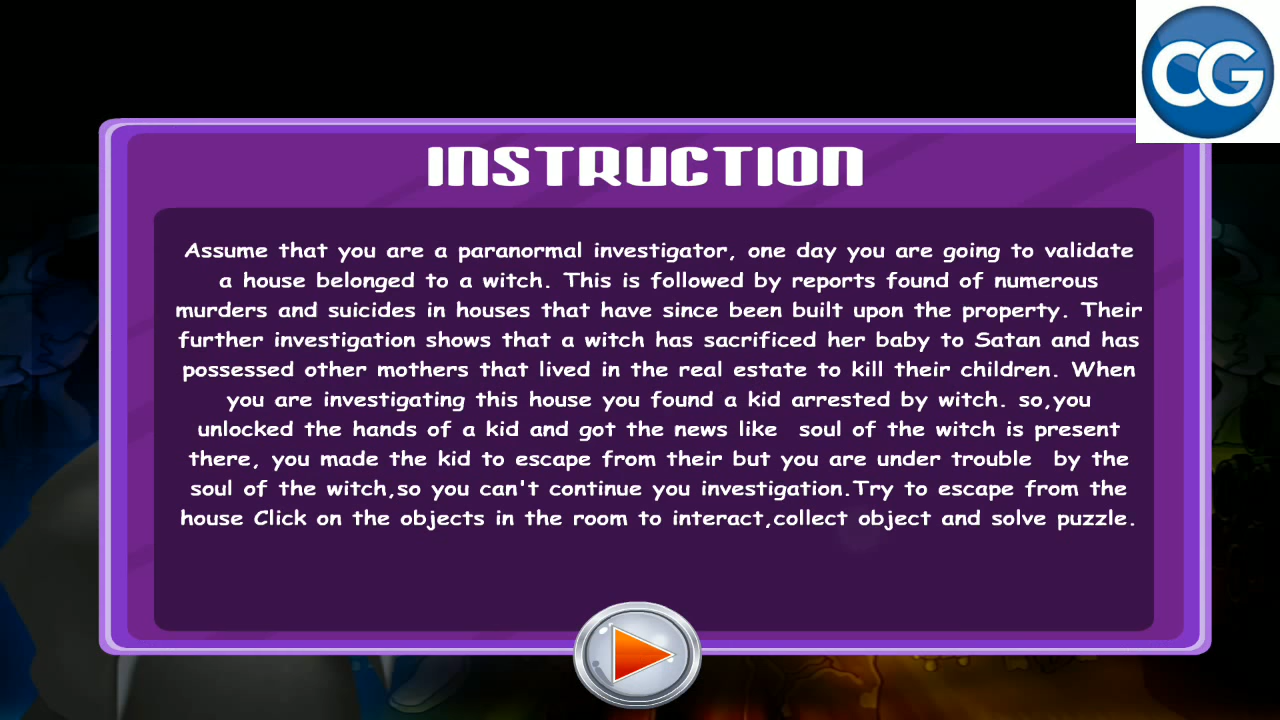 CG
INSTRUCTION
Assume that you are a paranormal investigator, one day you are going to validate
a house belonged to a witch. This is followed by reports found of numerous
murders and suicides in houses that have since been built upon the property. Their
further investigation shows that a witch has sacrificed her baby to Satan and has
possessed other mothers that lived in the real estate to kill their children. When
you are investigating this house you found a kid arrested by witch. so,you
unlocked the hands of a kid and got the news like  soul of the witch is present
there, you made the kid to escape from their but you are under trouble  by the
soul of the witch,so you can't continue you investigation.Try to escape from the
house Click on the objects in the room to interact,collect object and solve puzzle.